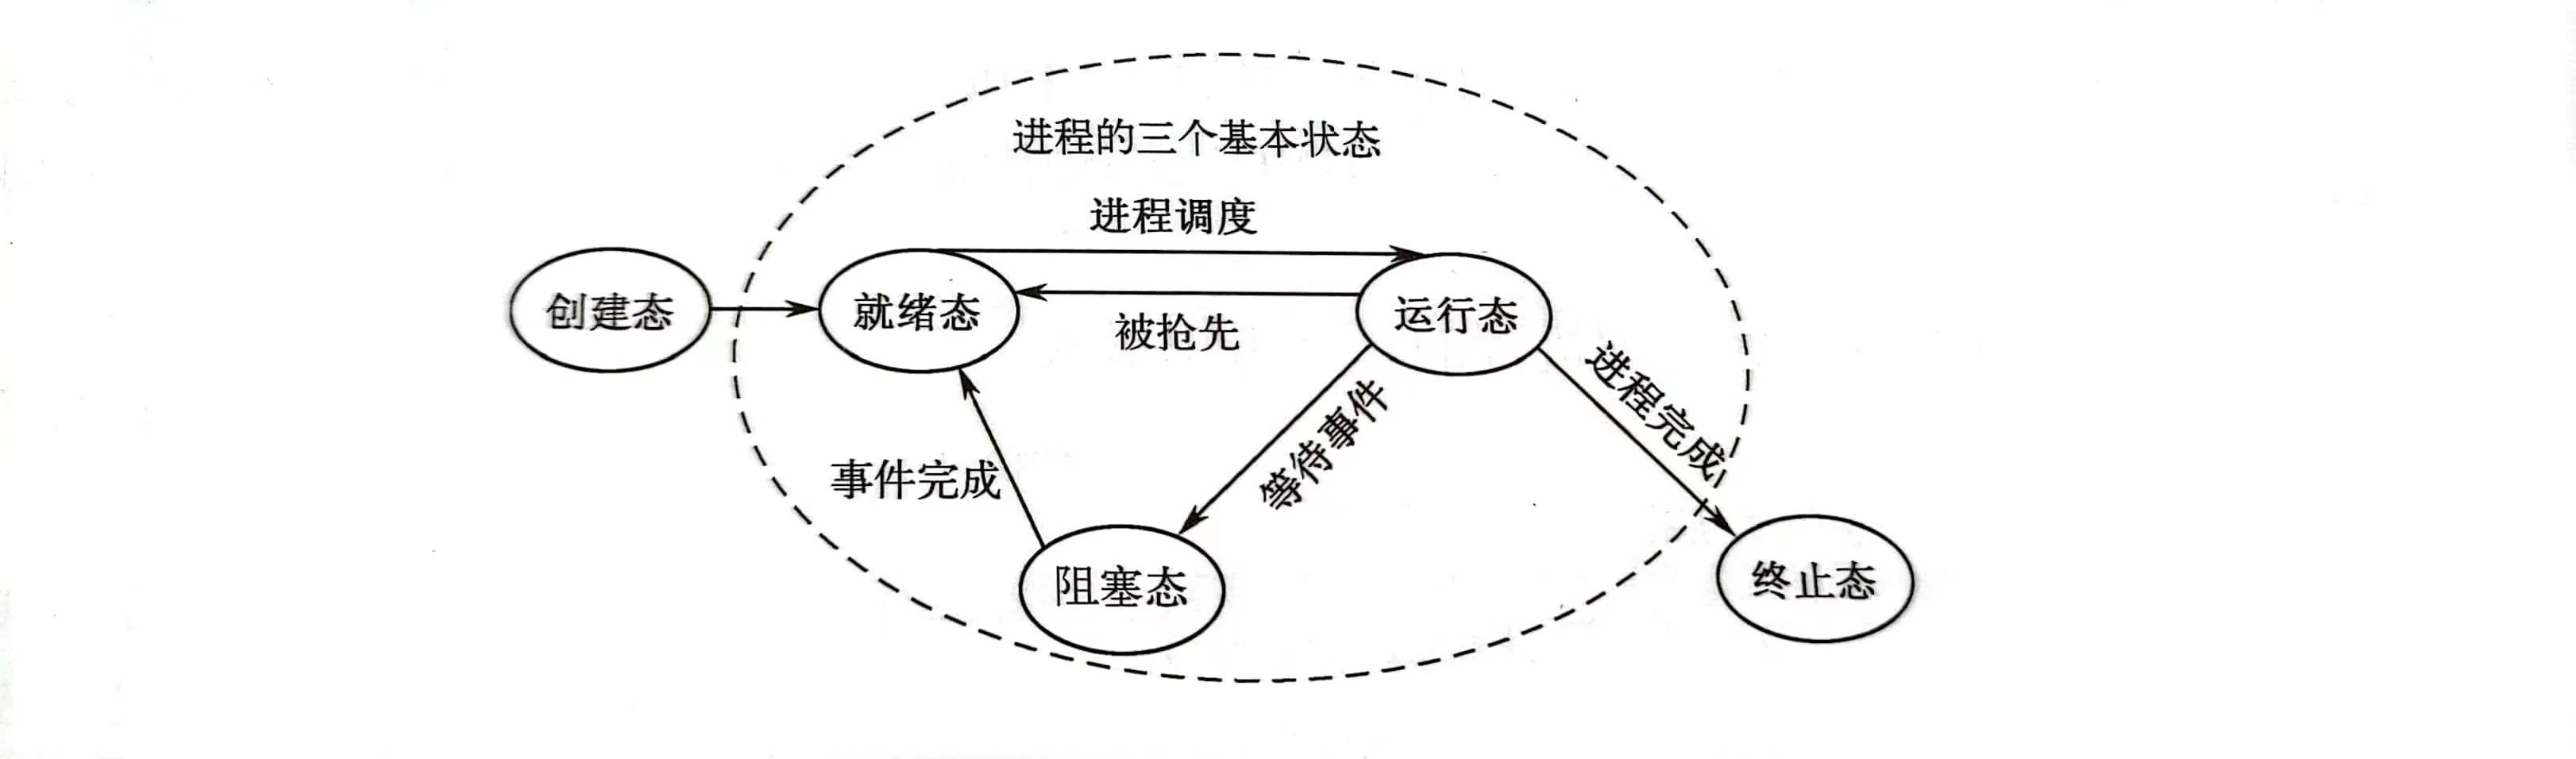 进程的三个基本状态
进程调度
创建态
就绪态
运行态
被抢先
进程完成
等待事件
事件完成
阻塞态
终止态